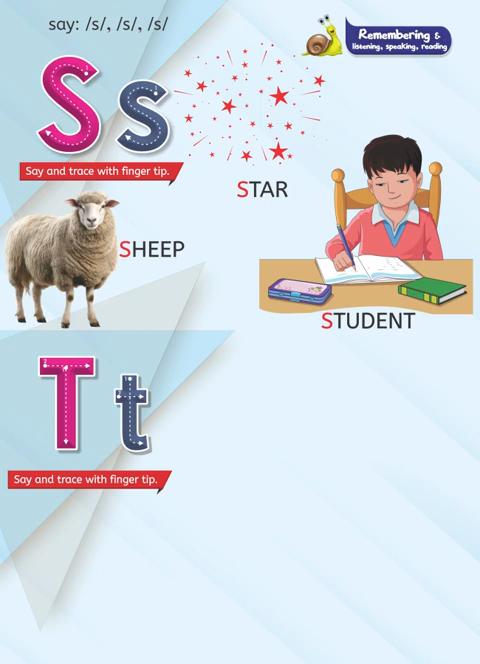 say: /s/, /s/, /s/
Remembering &
listening, speaking, reading
S s
Say and trace with finger tip.
STAR
SHEEP
STUDENT
T t
Say and trace with finger tip.